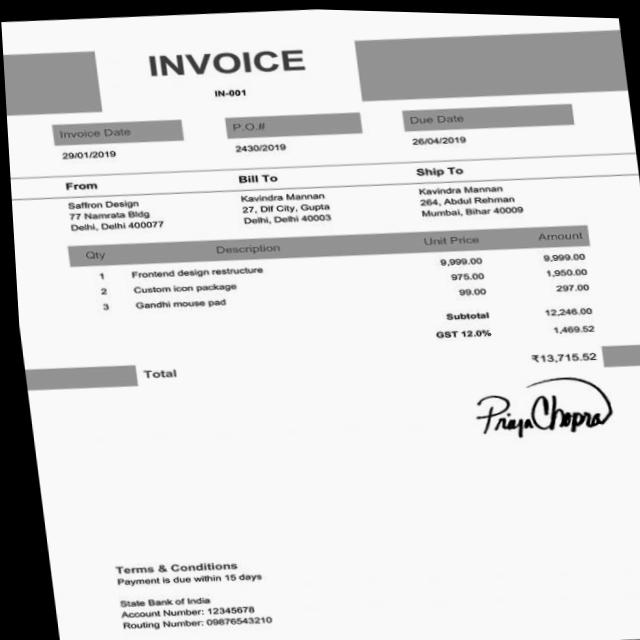 INVOICE
IN-001
Invoice Date P.O.# Due Date
29/01/2019 2430/2019 26/04/2019
From Bill To Ship To
Saffron Design Kavindra Mannan Kavindra Mannan
77 Namrata Bldg 27, Dlf City, Gupta 264, Abdul Rehman
Delhi, Delhi 400077 Delhi, Delhi 40003 Mumbai, Bihar 40009
Qty Description Unit Price Amount
1 Frontend design restructure 9,999.00 9,999.00
2 Custom icon package 975.00 1,950.00
3 Gandhi mouse pad 99.00 297.00
Subtotal 12,246.00
GST 12.0% 1,469.52
Total ₹13,715.52
Priya Chopra
Terms & Conditions
Payment is due within 15 days
State Bank of India
Account Number: 12345678
Routing Number: 09876543210